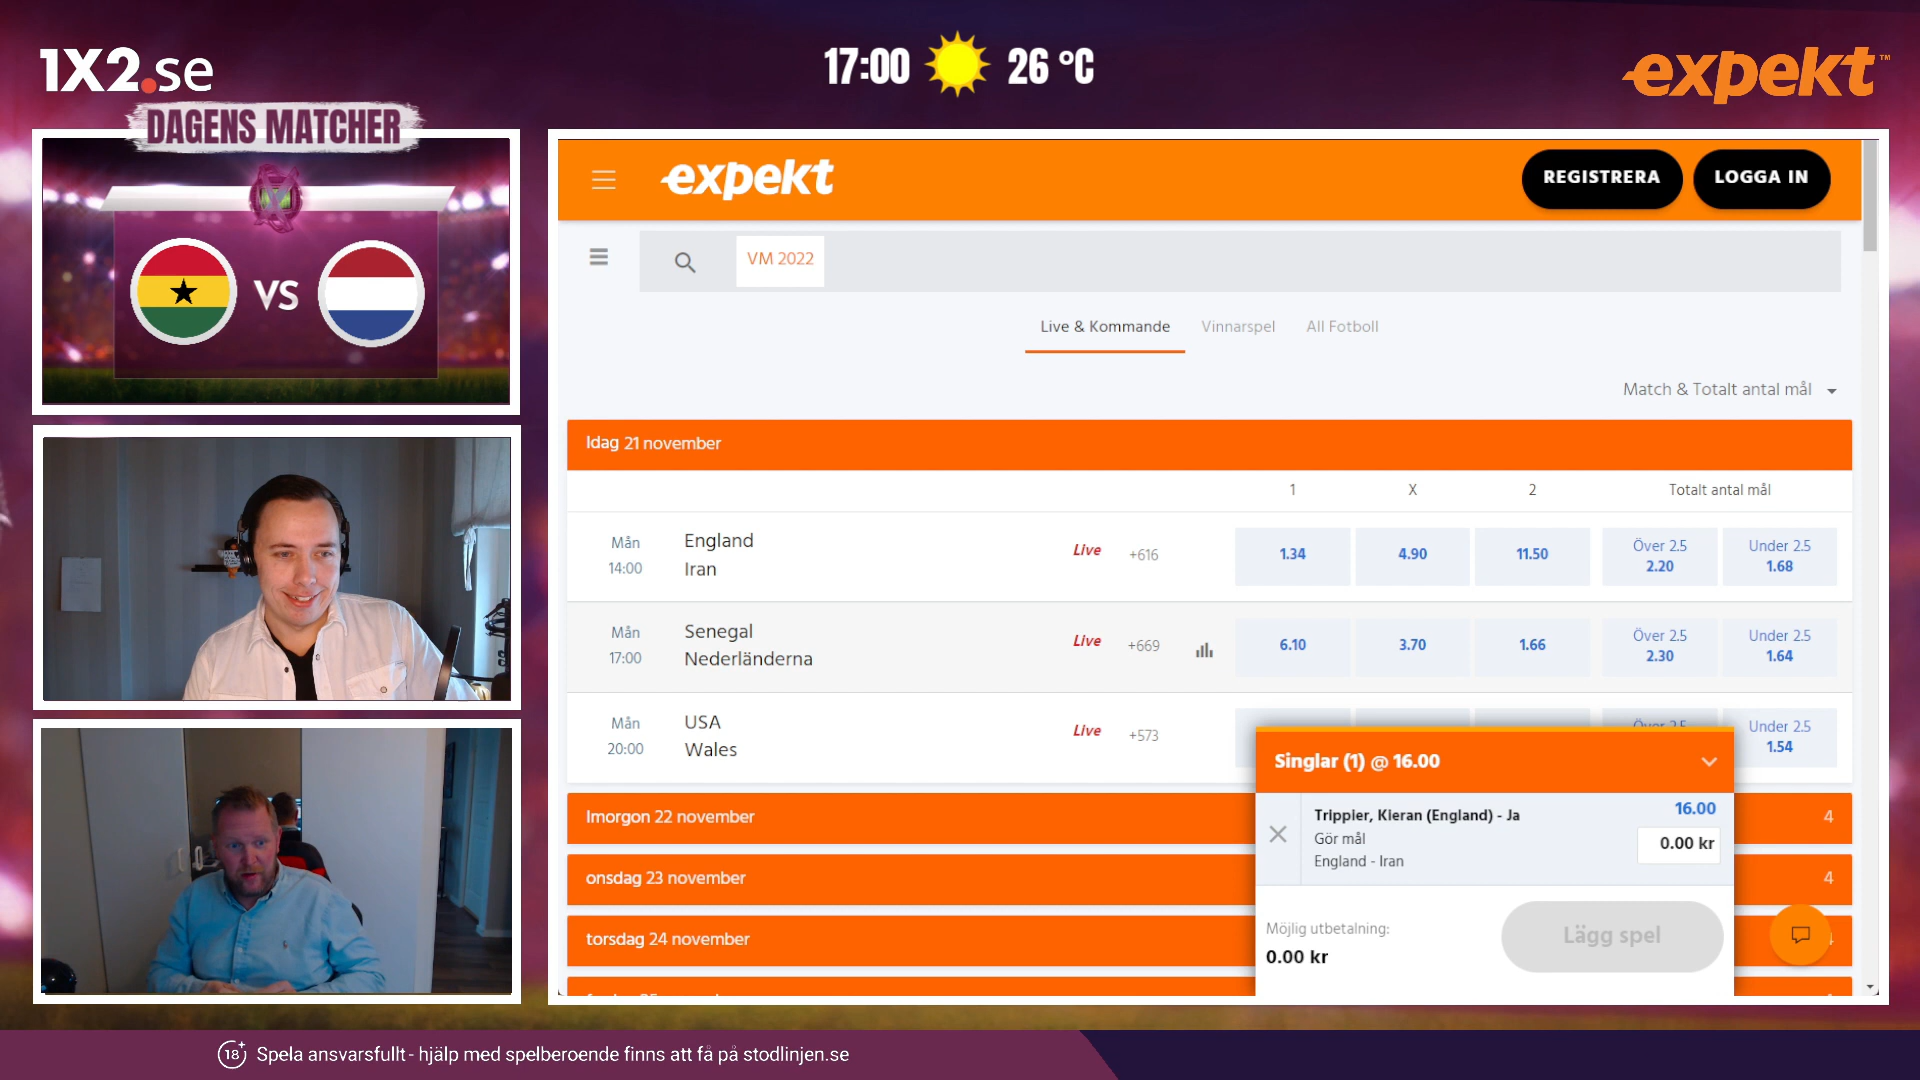 1X2.se
17:00 26 °C
expekt™
DAGENS MATCHER
VS
expekt
REGISTRERA
LOGGA IN
VM 2022
Live & Kommande
Vinnarspel
All Fotboll
Match & Totalt antal mål
Idag 21 november
1 X 2 Totalt antal mål
Mån 14:00
England
Iran
Live
+616
1.34
4.90
11.50
Över 2.5
2.20
Under 2.5
1.68
Mån 17:00
Senegal
Nederländerna
Live
+669
6.10
3.70
1.66
Över 2.5
2.30
Under 2.5
1.64
Mån 20:00
USA
Wales
Live
+573
Under 2.5
1.54
Singlar (1) @ 16.00
Trippier, Kieran (England) - Ja
16.00
Gör mål
0.00 kr
England - Iran
Möjlig utbetalning:
0.00 kr
Lägg spel
Imorgon 22 november
4
onsdag 23 november
4
torsdag 24 november
18+ Spela ansvarsfullt - hjälp med spelberoende finns att få på stodlinjen.se